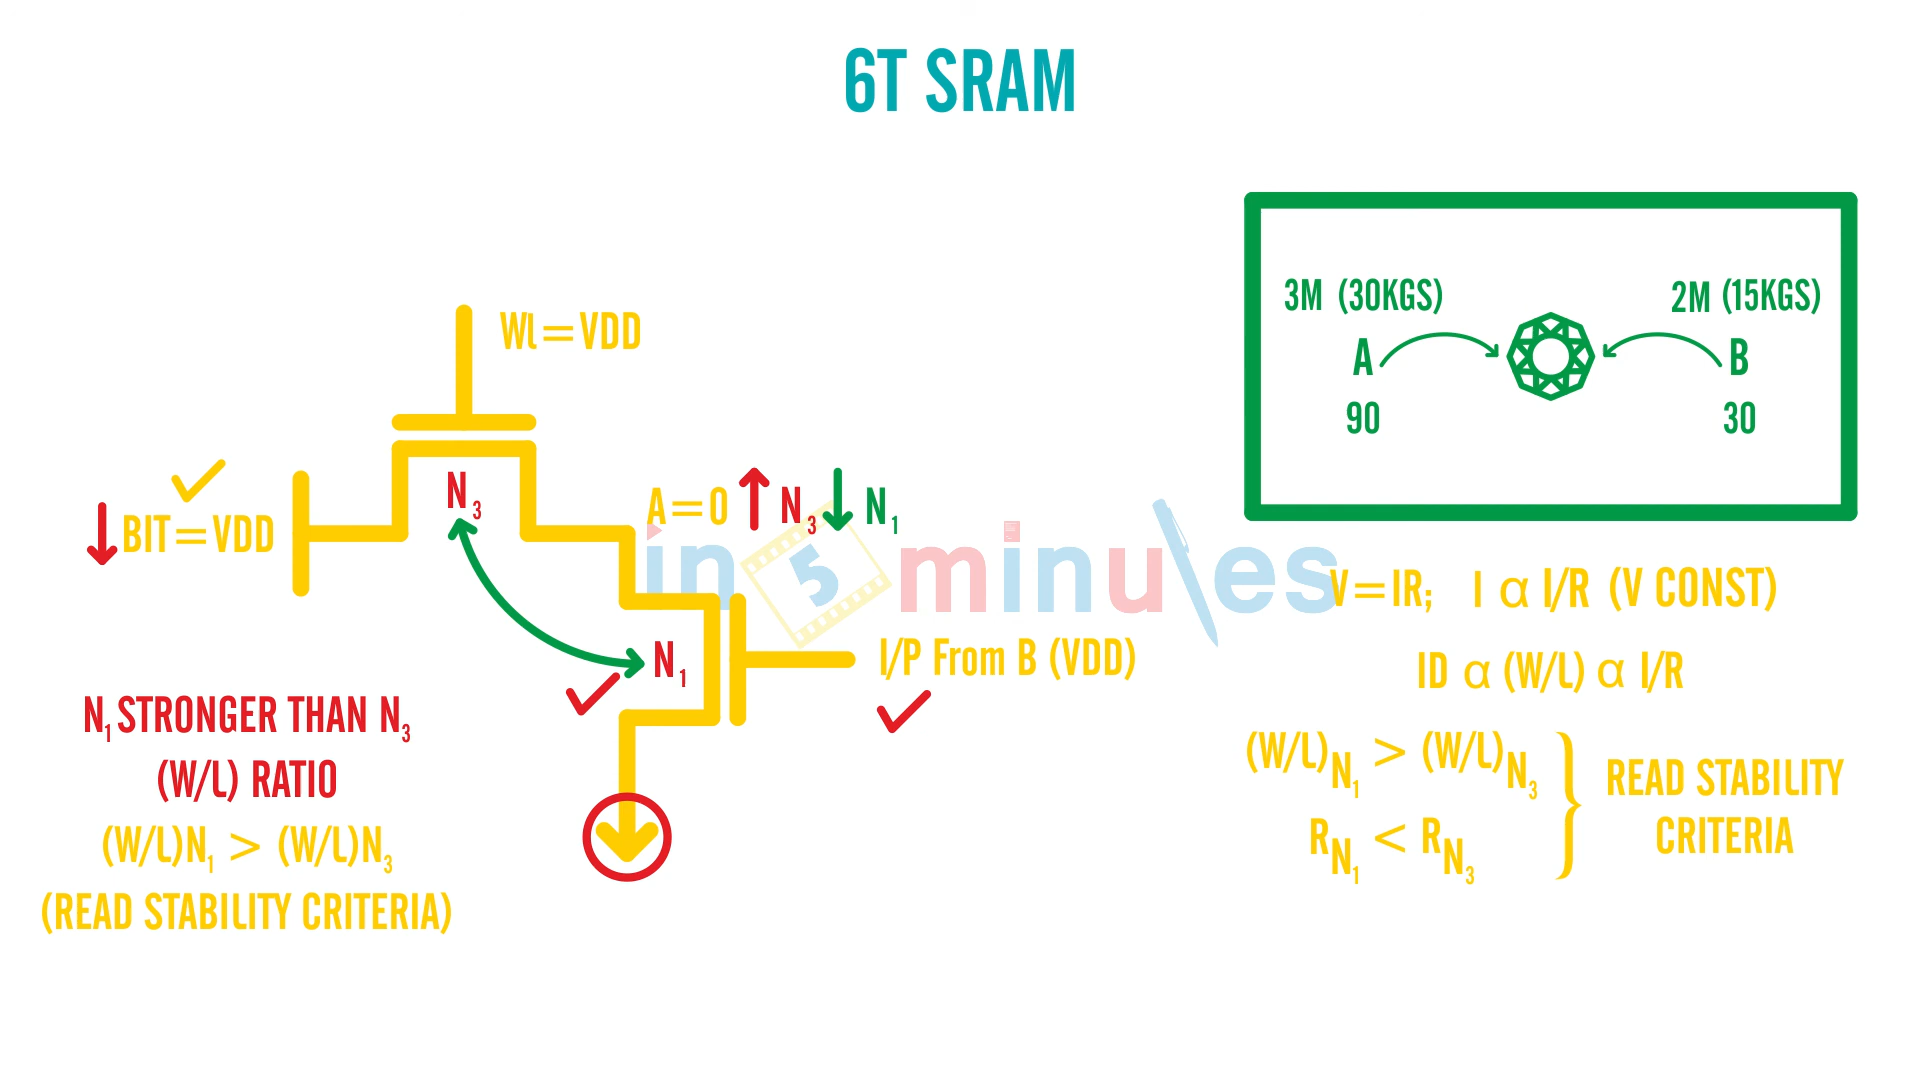 6T SRAM
3M (30KGS)
2M (15KGS)
A
B
90
30
Wl=VDD
BIT=VDD
N3
A=0 N3 N1
in 5 minutes
V=IR; I α I/R (V CONST)
N1
I/P From B (VDD)
ID α (W/L) α I/R
N1 STRONGER THAN N3
(W/L) RATIO
(W/L)N1 > (W/L)N3
(READ STABILITY CRITERIA)
(W/L)N1 > (W/L)N3
RN1 < RN3
READ STABILITY
CRITERIA